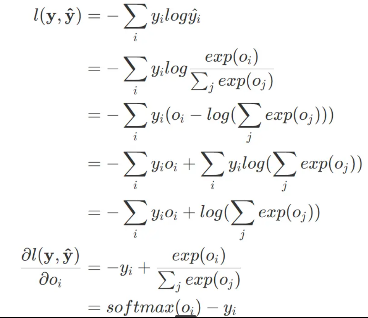 l(y, ŷ) = − ∑_i y_i log ŷ_i
= − ∑_i y_i log exp(o_i) / ∑_j exp(o_j)
= − ∑_i y_i(o_i − log(∑_j exp(o_j)))
= − ∑_i y_i o_i + ∑_i y_i log(∑_j exp(o_j))
= − ∑_i y_i o_i + log(∑_j exp(o_j))
∂l(y, ŷ) / ∂o_i = −y_i + exp(o_i) / ∑_j exp(o_j)
= softmax(o_i) − y_i